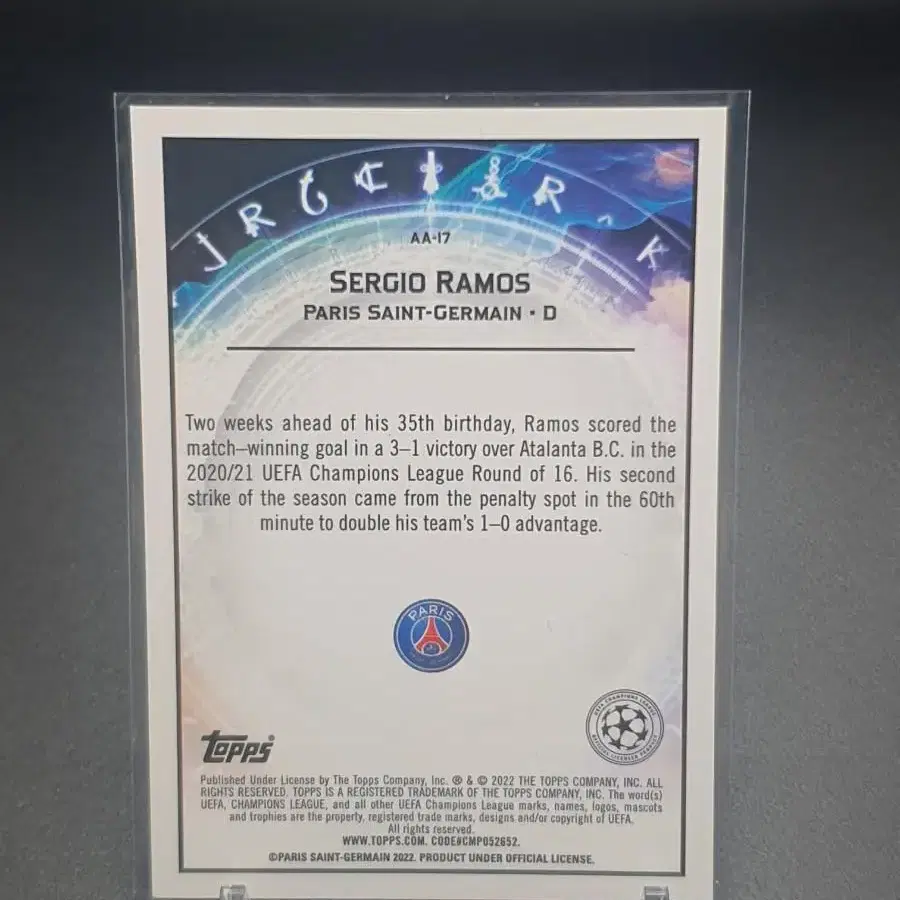 AA-17
SERGIO RAMOS
PARIS SAINT-GERMAIN • D
Two weeks ahead of his 35th birthday, Ramos scored the
match–winning goal in a 3–1 victory over Atalanta B.C. in the
2020/21 UEFA Champions League Round of 16. His second
strike of the season came from the penalty spot in the 60th
minute to double his team's 1–0 advantage.
PARIS
UEFA CHAMPIONS LEAGUE
OFFICIAL LICENSED PRODUCT
Topps
Published Under License by The Topps Company, Inc. ® & © 2022 THE TOPPS COMPANY, INC. ALL
RIGHTS RESERVED. TOPPS IS A REGISTERED TRADEMARK OF THE TOPPS COMPANY, INC. The word(s)
UEFA, CHAMPIONS LEAGUE, and all other UEFA Champions League marks, names, logos, mascots
and trophies are the property, registered trade marks, designs and/or copyright of UEFA.
All rights reserved.
WWW.TOPPS.COM. CODE#CMP052652.
©PARIS SAINT-GERMAIN 2022. PRODUCT UNDER OFFICIAL LICENSE.